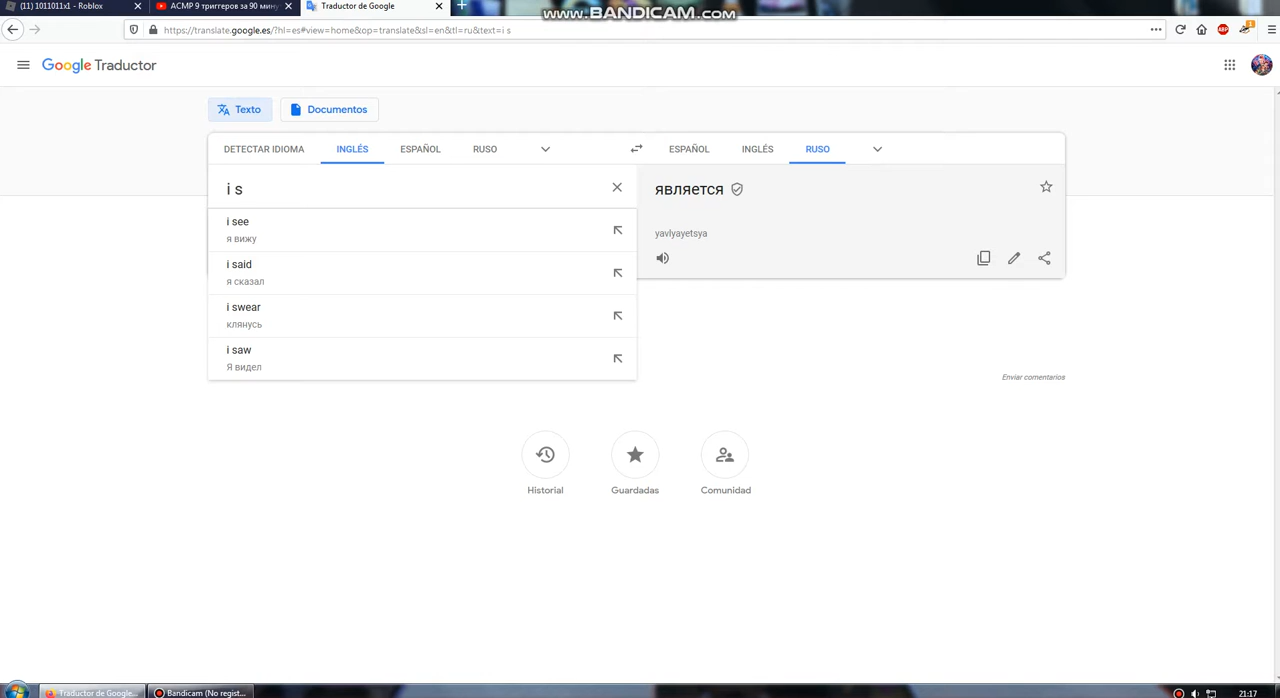 www.BANDICAM.com
(11) 1011011x1 - Roblox
АСМР 9 триггеров за 90 мину
Traductor de Google
https://translate.google.es/?hl=es#view=home&op=translate&sl=en&tl=ru&text=i s
ABP
1
Google Traductor
Texto
Documentos
DETECTAR IDIOMA INGLÉS ESPAÑOL RUSO
ESPAÑOL INGLÉS RUSO
i s
является
yavlyayetsya
i see
я вижу
i said
я сказал
i swear
клянусь
i saw
Я видел
Enviar comentarios
Historial
Guardadas
Comunidad
Traductor de Google...
Bandicam (No regist...
21:17